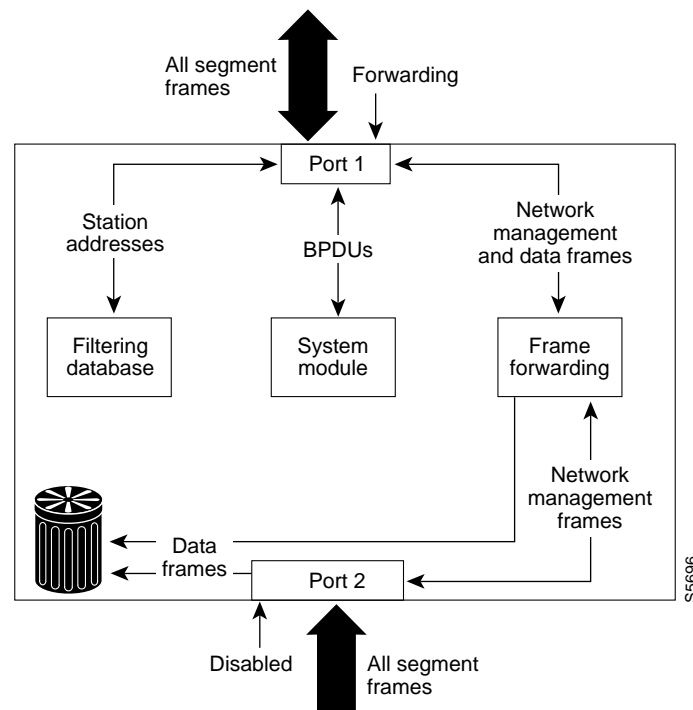 All segment
frames
Forwarding
Port 1
Station
addresses
BPDUs
Network
management
and data frames
Filtering
database
System
module
Frame
forwarding
Network
management
frames
Data
frames
Port 2
Disabled
All segment
frames
S5696